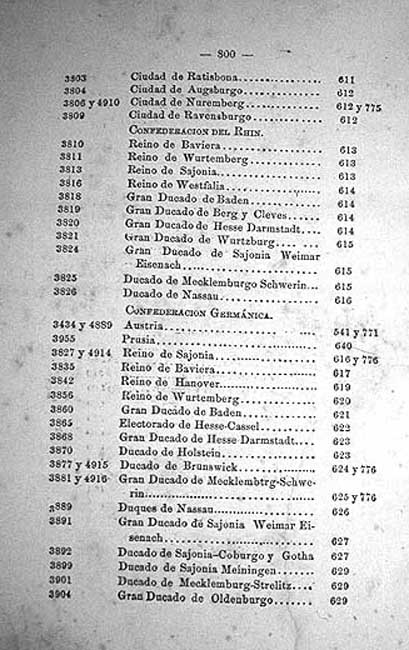 — 800 —
3803 Ciudad de Ratisbona.............. 611
3804 Ciudad de Augsburgo............. 612
3806 y 4910 Ciudad de Nuremberg............ 612 y 775
3809 Ciudad de Ravensburgo........... 612
CONFEDERACION DEL RHIN.
3810 Reino de Baviera................. 613
3811 Reino de Wurtemberg............ 613
3813 Reino de Sajonia................. 613
3816 Reino de Westfalia............... 614
3818 Gran Ducado de Baden........... 614
3819 Gran Ducado de Berg y Cleves..... 614
3820 Gran Ducado de Hesse Darmstadt.... 614
3821 Gran Ducado de Wurtzburg.... .... 615
3824 Gran Ducado de Sajonia Weimar
Eisenach..................... 615
3825 Ducado de Mecklemburgo Schwerin... 615
3826 Ducado de Nassau................ 616
CONFEDERACION GERMÁNICA.
3434 y 4889 Austria.................... .... 541 y 771
3955 Prusia......................... 640
3827 y 4914 Reino de Sajonia................ 616 y 776
3835 Reino de Baviera................ 617
3842 Reino de Hanover................ 619
3856 Reino de Wurtemberg............. 620
3860 Gran Ducado de Baden............ 621
3865 Electorado de Hesse-Cassel......... 622
3868 Gran Ducado de Hesse Darmstadt.... 623
3870 Ducado de Holstein............... 623
3877 y 4915 Ducado de Brunswick.............. 624 y 776
3881 y 4916 Gran Ducado de Mecklembtrg-Schwe-
rin........................... 625 y 776
3889 Duques de Nassau................ 626
3891 Gran Ducado de Sajonia Weimar Ei-
senach........................ 627
3892 Ducado de Sajonia-Coburgo y Gotha 627
3899 Ducado de Sajonia Meiningen....... 629
3901 Ducado de Mecklemburg-Strelitz.... 629
3904 Gran Ducado de Oldenburgo....... 629